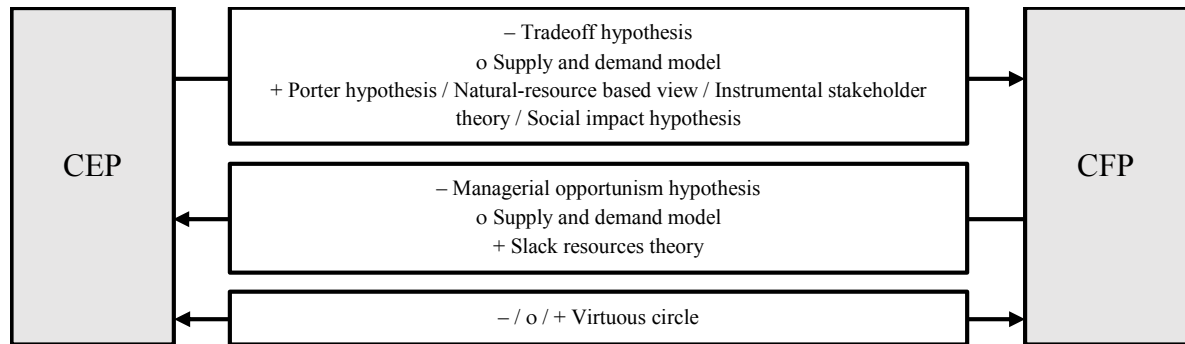 CEP
– Tradeoff hypothesis
o Supply and demand model
+ Porter hypothesis / Natural-resource based view / Instrumental stakeholder
theory / Social impact hypothesis
– Managerial opportunism hypothesis
o Supply and demand model
+ Slack resources theory
– / o / + Virtuous circle
CFP